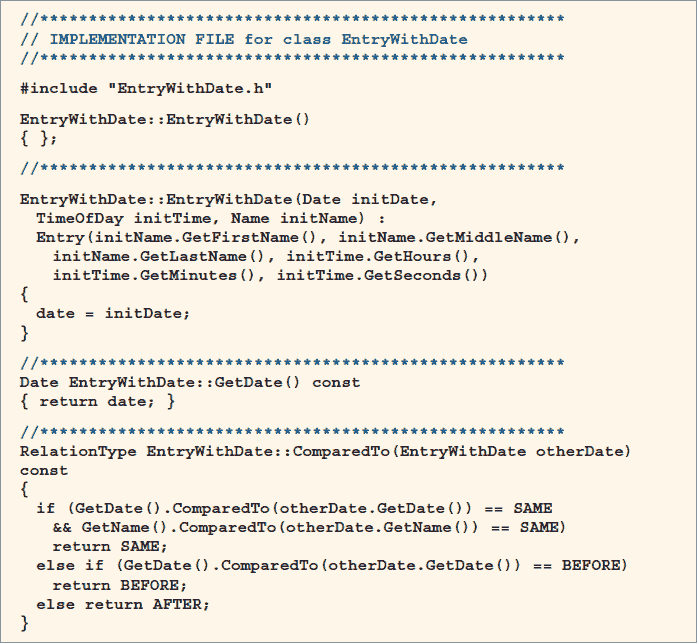 //******************************************************
// IMPLEMENTATION FILE for class EntryWithDate
//******************************************************
#include "EntryWithDate.h"
EntryWithDate::EntryWithDate()
{ };
//******************************************************
EntryWithDate::EntryWithDate(Date initDate,
  TimeOfDay initTime, Name initName) :
  Entry(initName.GetFirstName(), initName.GetMiddleName(),
    initName.GetLastName(), initTime.GetHours(),
    initTime.GetMinutes(), initTime.GetSeconds())
{
  date = initDate;
}
//******************************************************
Date EntryWithDate::GetDate() const
{ return date; }
//******************************************************
RelationType EntryWithDate::ComparedTo(EntryWithDate otherDate)
const
{
  if (GetDate().ComparedTo(otherDate.GetDate()) == SAME
    && GetName().ComparedTo(otherDate.GetName()) == SAME)
    return SAME;
  else if (GetDate().ComparedTo(otherDate.GetDate()) == BEFORE)
    return BEFORE;
  else return AFTER;
}